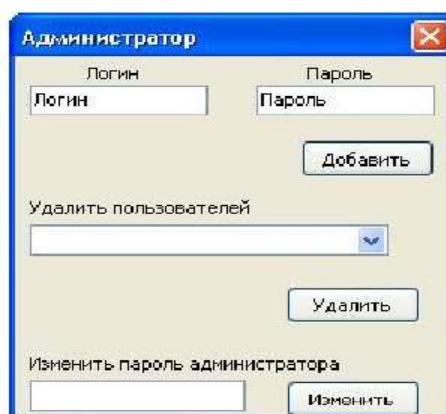 Администратор
Логин Пароль
Логин Пароль
Добавить
Удалить пользователей
Удалить
Изменить пароль администратора
Изменить